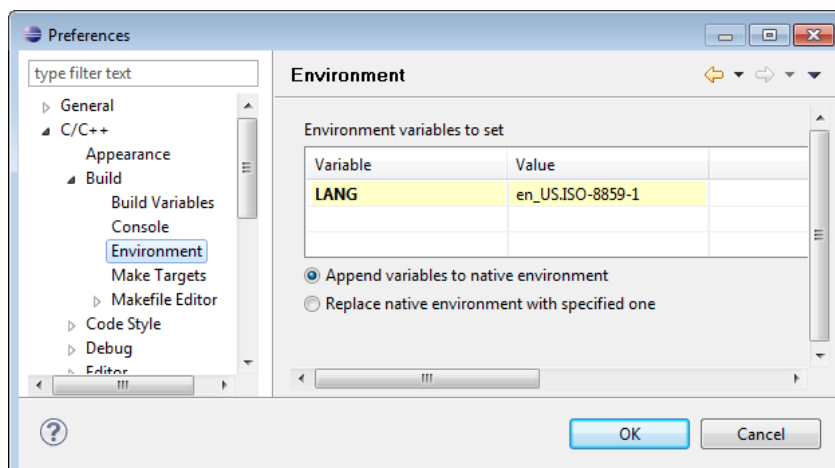 Preferences
type filter text
General
C/C++
Appearance
Build
Build Variables
Console
Environment
Make Targets
Makefile Editor
Code Style
Debug
Editor
Environment
Environment variables to set
Variable Value
LANG en_US.ISO-8859-1
Append variables to native environment
Replace native environment with specified one
OK Cancel